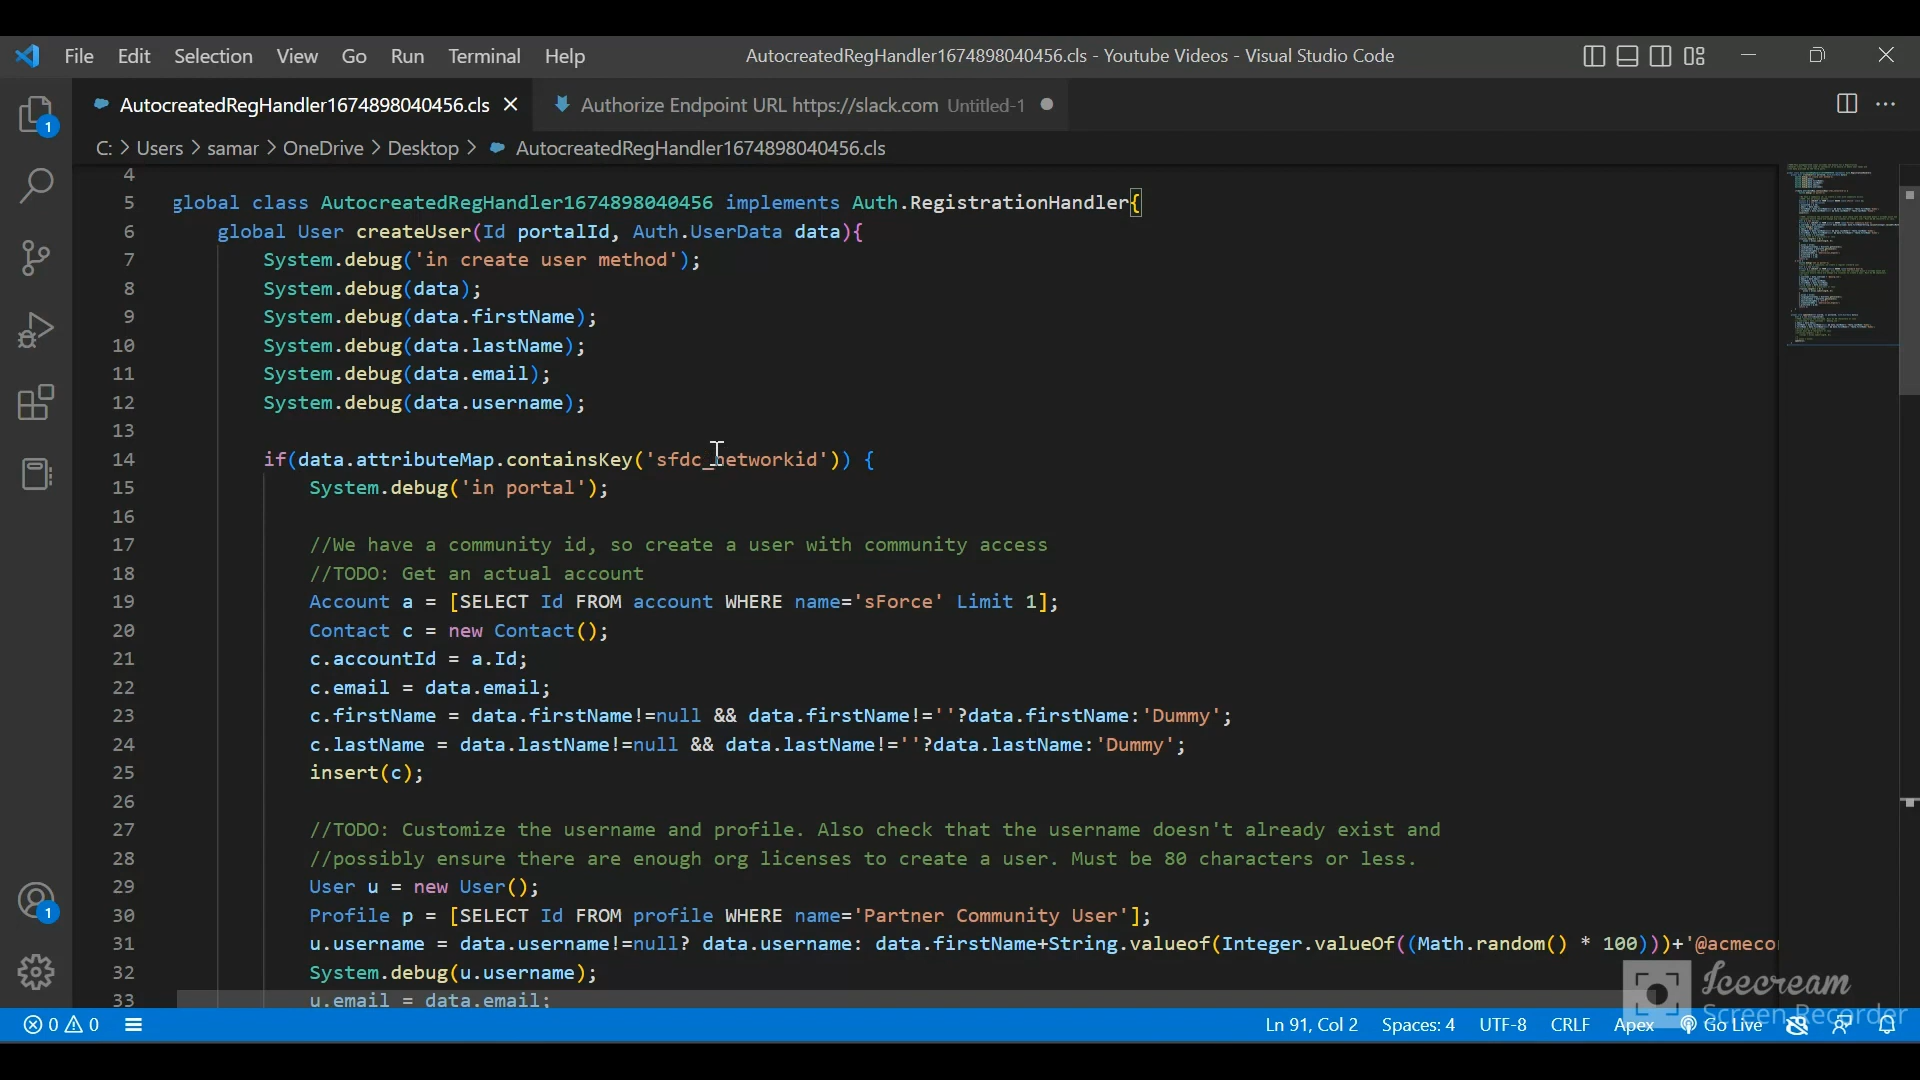 File Edit Selection View Go Run Terminal Help AutocreatedRegHandler1674898040456.cls - Youtube Videos - Visual Studio Code
AutocreatedRegHandler1674898040456.cls Authorize Endpoint URL https://slack.com Untitled-1
C: > Users > samar > OneDrive > Desktop > AutocreatedRegHandler1674898040456.cls
4
5 global class AutocreatedRegHandler1674898040456 implements Auth.RegistrationHandler{
6 global User createUser(Id portalId, Auth.UserData data){
7 System.debug('in create user method');
8 System.debug(data);
9 System.debug(data.firstName);
10 System.debug(data.lastName);
11 System.debug(data.email);
12 System.debug(data.username);
13
14 if(data.attributeMap.containsKey('sfdc_networkid')) {
15 System.debug('in portal');
16
17 //We have a community id, so create a user with community access
18 //TODO: Get an actual account
19 Account a = [SELECT Id FROM account WHERE name='sForce' Limit 1];
20 Contact c = new Contact();
21 c.accountId = a.Id;
22 c.email = data.email;
23 c.firstName = data.firstName!=null && data.firstName!=''?data.firstName:'Dummy';
24 c.lastName = data.lastName!=null && data.lastName!=''?data.lastName:'Dummy';
25 insert(c);
26
27 //TODO: Customize the username and profile. Also check that the username doesn't already exist and
28 //possibly ensure there are enough org licenses to create a user. Must be 80 characters or less.
29 User u = new User();
30 Profile p = [SELECT Id FROM profile WHERE name='Partner Community User'];
31 u.username = data.username!=null? data.username: data.firstName+String.valueof(Integer.valueOf((Math.random() * 100)))+'@acmeco
32 System.debug(u.username);
33 u.email = data.email;
Icecream
Screen Recorder
1
1
0 0 Ln 91, Col 2 Spaces: 4 UTF-8 CRLF Apex Go Live